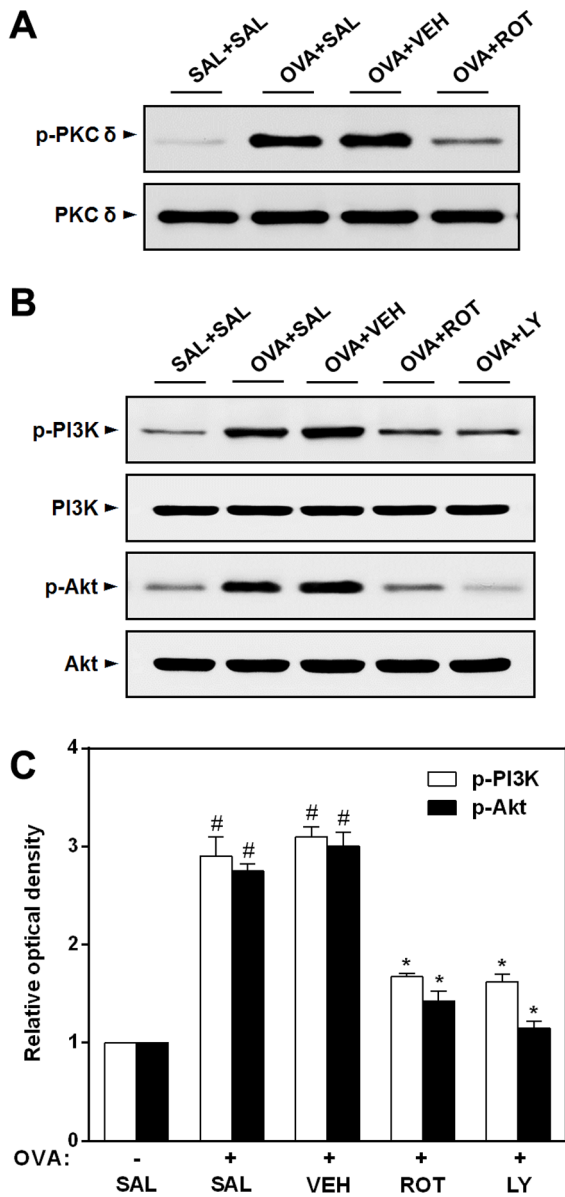 A
SAL+SAL OVA+SAL OVA+VEH OVA+ROT
p-PKC δ
PKC δ
B
SAL+SAL OVA+SAL OVA+VEH OVA+ROT OVA+LY
p-PI3K
PI3K
p-Akt
Akt
C
Relative optical density
4
3
2
1
0
p-PI3K
p-Akt
# # # #
* * * *
OVA: - + + + +
SAL SAL VEH ROT LY